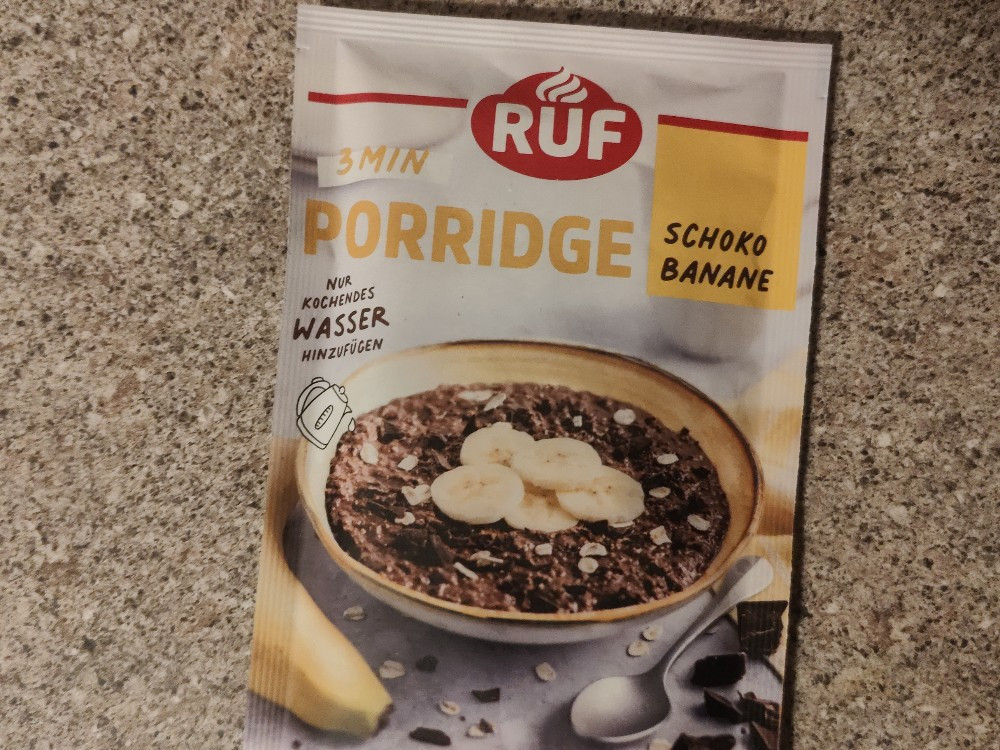 RUF
3 MIN
PORRIDGE
SCHOKO
BANANE
NUR
KOCHENDES
WASSER
HINZUFÜGEN